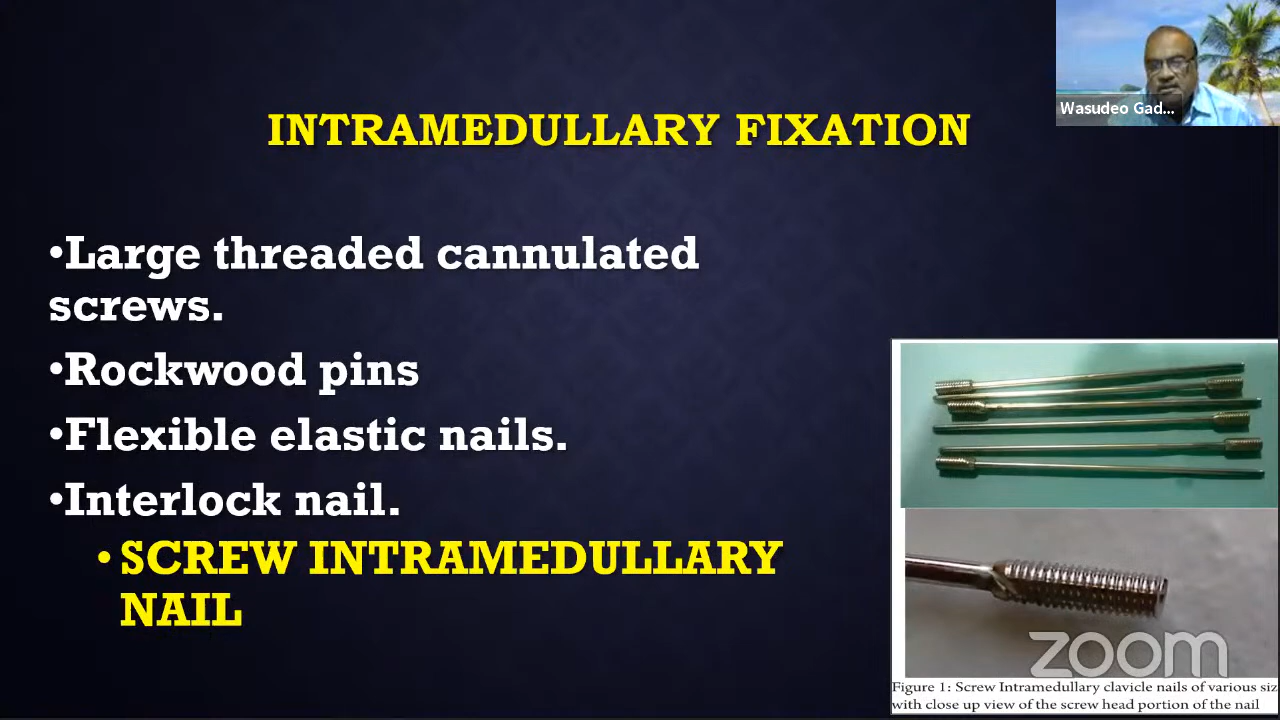 Wasudeo Gad...
INTRAMEDULLARY FIXATION
•Large threaded cannulated
screws.
•Rockwood pins
•Flexible elastic nails.
•Interlock nail.
• SCREW INTRAMEDULLARY
NAIL
zoom
Figure 1: Screw Intramedullary clavicle nails of various siz
with close up view of the screw head portion of the nail